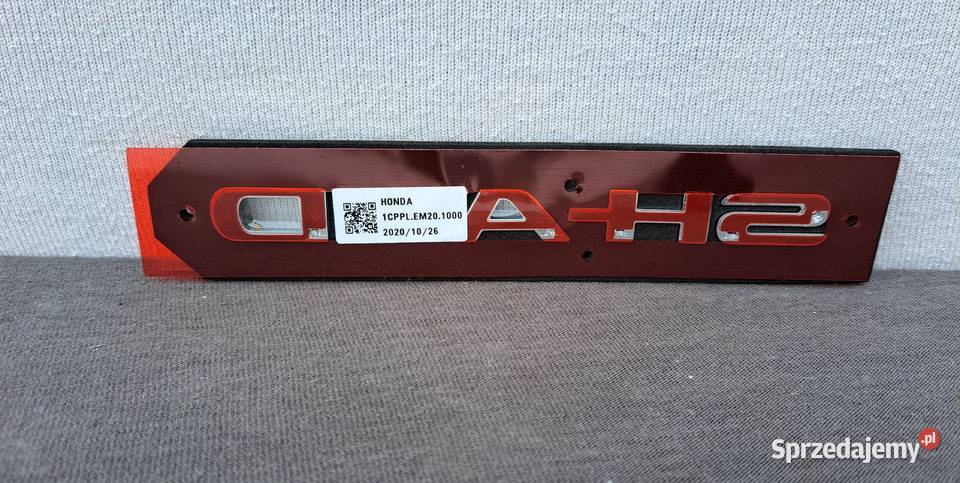 HONDA
1CPPL.EM20.1000
2020/10/26
Sprzedajemy.pl